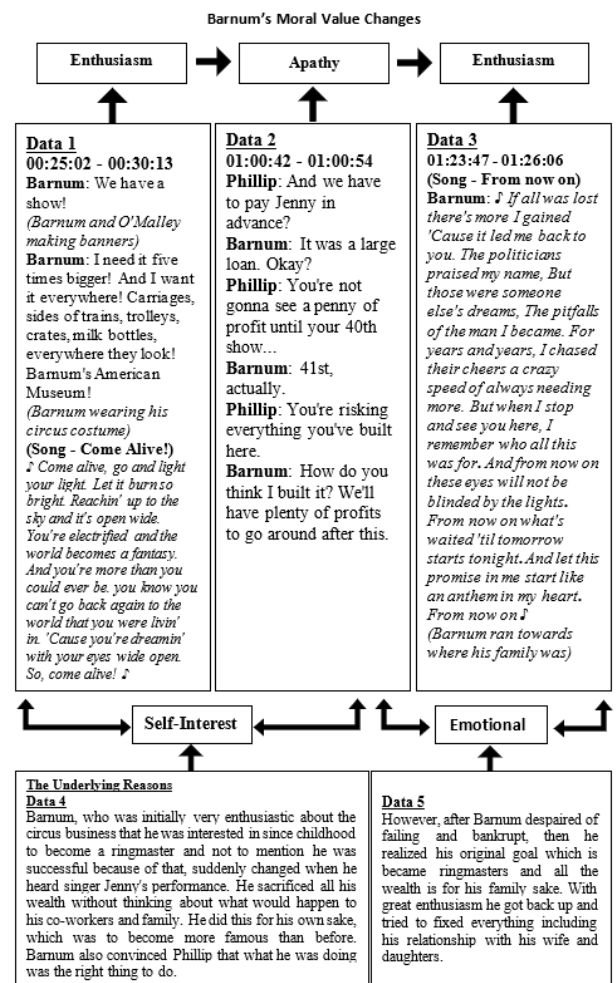 Barnum's Moral Value Changes
Enthusiasm
Apathy
Enthusiasm
Data 1
00:25:02 - 00:30:13
Barnum: We have a
show!
(Barnum and O'Malley
making banners)
Barnum: I need it five
times bigger! And I want
it everywhere! Carriages,
sides of trains, trolleys,
crates, milk bottles,
everywhere they look!
Barnum's American
Museum!
(Barnum wearing his
circus costume)
(Song - Come Alive!)
♪ Come alive, go and light
your light. Let it burn so
bright. Reachin' up to the
sky and it's open wide.
You're electrified and the
world becomes a fantasy.
And you're more than you
could ever be. you know you
can't go back again to the
world that you were livin'
in. 'Cause you're dreamin'
with your eyes wide open.
So, come alive! ♪
Data 2
01:00:42 - 01:00:54
Phillip: And we have
to pay Jenny in
advance?
Barnum: It was a large
loan. Okay?
Phillip: You're not
gonna see a penny of
profit until your 40th
show...
Barnum: 41st,
actually.
Phillip: You're risking
everything you've built
here.
Barnum: How do you
think I built it? We'll
have plenty of profits
to go around after this.
Data 3
01:23:47 - 01:26:06
(Song - From now on)
Barnum: ♪ If all was lost
there's more I gained
'Cause it led me back to
you. The politicians
praised my name, But
those were someone
else's dreams, The pitfalls
of the man I became. For
years and years, I chased
their cheers a crazy
speed of always needing
more. But when I stop
and see you here, I
remember who all this
was for. And from now on
these eyes will not be
blinded by the lights.
From now on what's
waited 'til tomorrow
starts tonight. And let this
promise in me start like
an anthem in my heart.
From now on ♪
(Barnum ran towards
where his family was)
Self-Interest
Emotional
The Underlying Reasons
Data 4
Barnum, who was initially very enthusiastic about the
circus business that he was interested in since childhood
to become a ringmaster and not to mention he was
successful because of that, suddenly changed when he
heard singer Jenny's performance. He sacrificed all his
wealth without thinking about what would happen to
his co-workers and family. He did this for his own sake,
which was to become more famous than before.
Barnum also convinced Phillip that what he was doing
was the right thing to do.
Data 5
However, after Barnum despaired of
failing and bankrupt, then he
realized his original goal which is
became ringmasters and all the
wealth is for his family sake. With
great enthusiasm he got back up and
tried to fixed everything including
his relationship with his wife and
daughters.